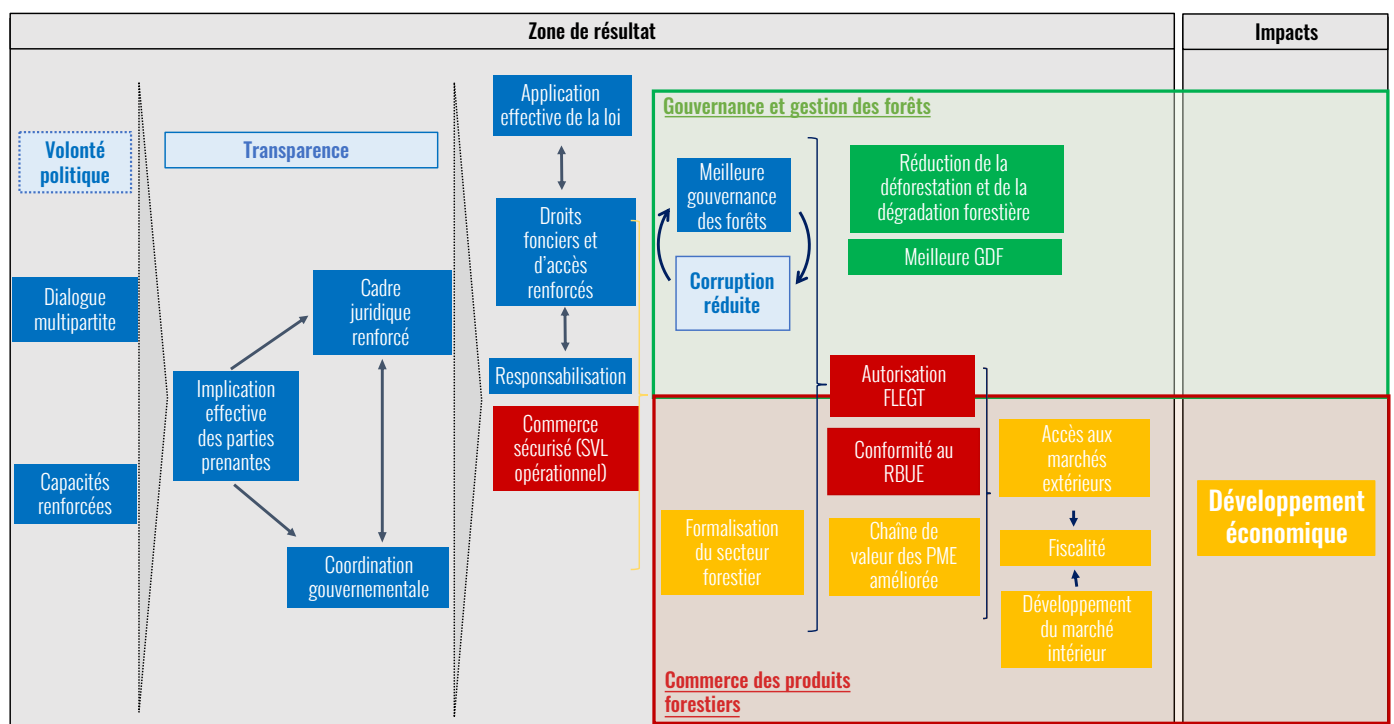 Zone de résultat
Impacts
Volonté
politique
Dialogue
multipartite
Capacités
renforcées
Transparence
Implication
effective
des parties
prenantes
Cadre
juridique
renforcé
Coordination
gouvernementale
Application
effective de la loi
Droits
fonciers et
d’accès
renforcés
Responsabilisation
Commerce
sécurisé (SVL
opérationnel)
Gouvernance et gestion des forêts
Meilleure
gouvernance
des forêts
Corruption
réduite
Réduction de la
déforestation et de la
dégradation forestière
Meilleure GDF
Autorisation
FLEGT
Conformité au
RBUE
Formalisation
du secteur
forestier
Chaîne de
valeur des PME
améliorée
Accès aux
marchés
extérieurs
Fiscalité
Développement
du marché
intérieur
Commerce des produits
forestiers
Développement
économique